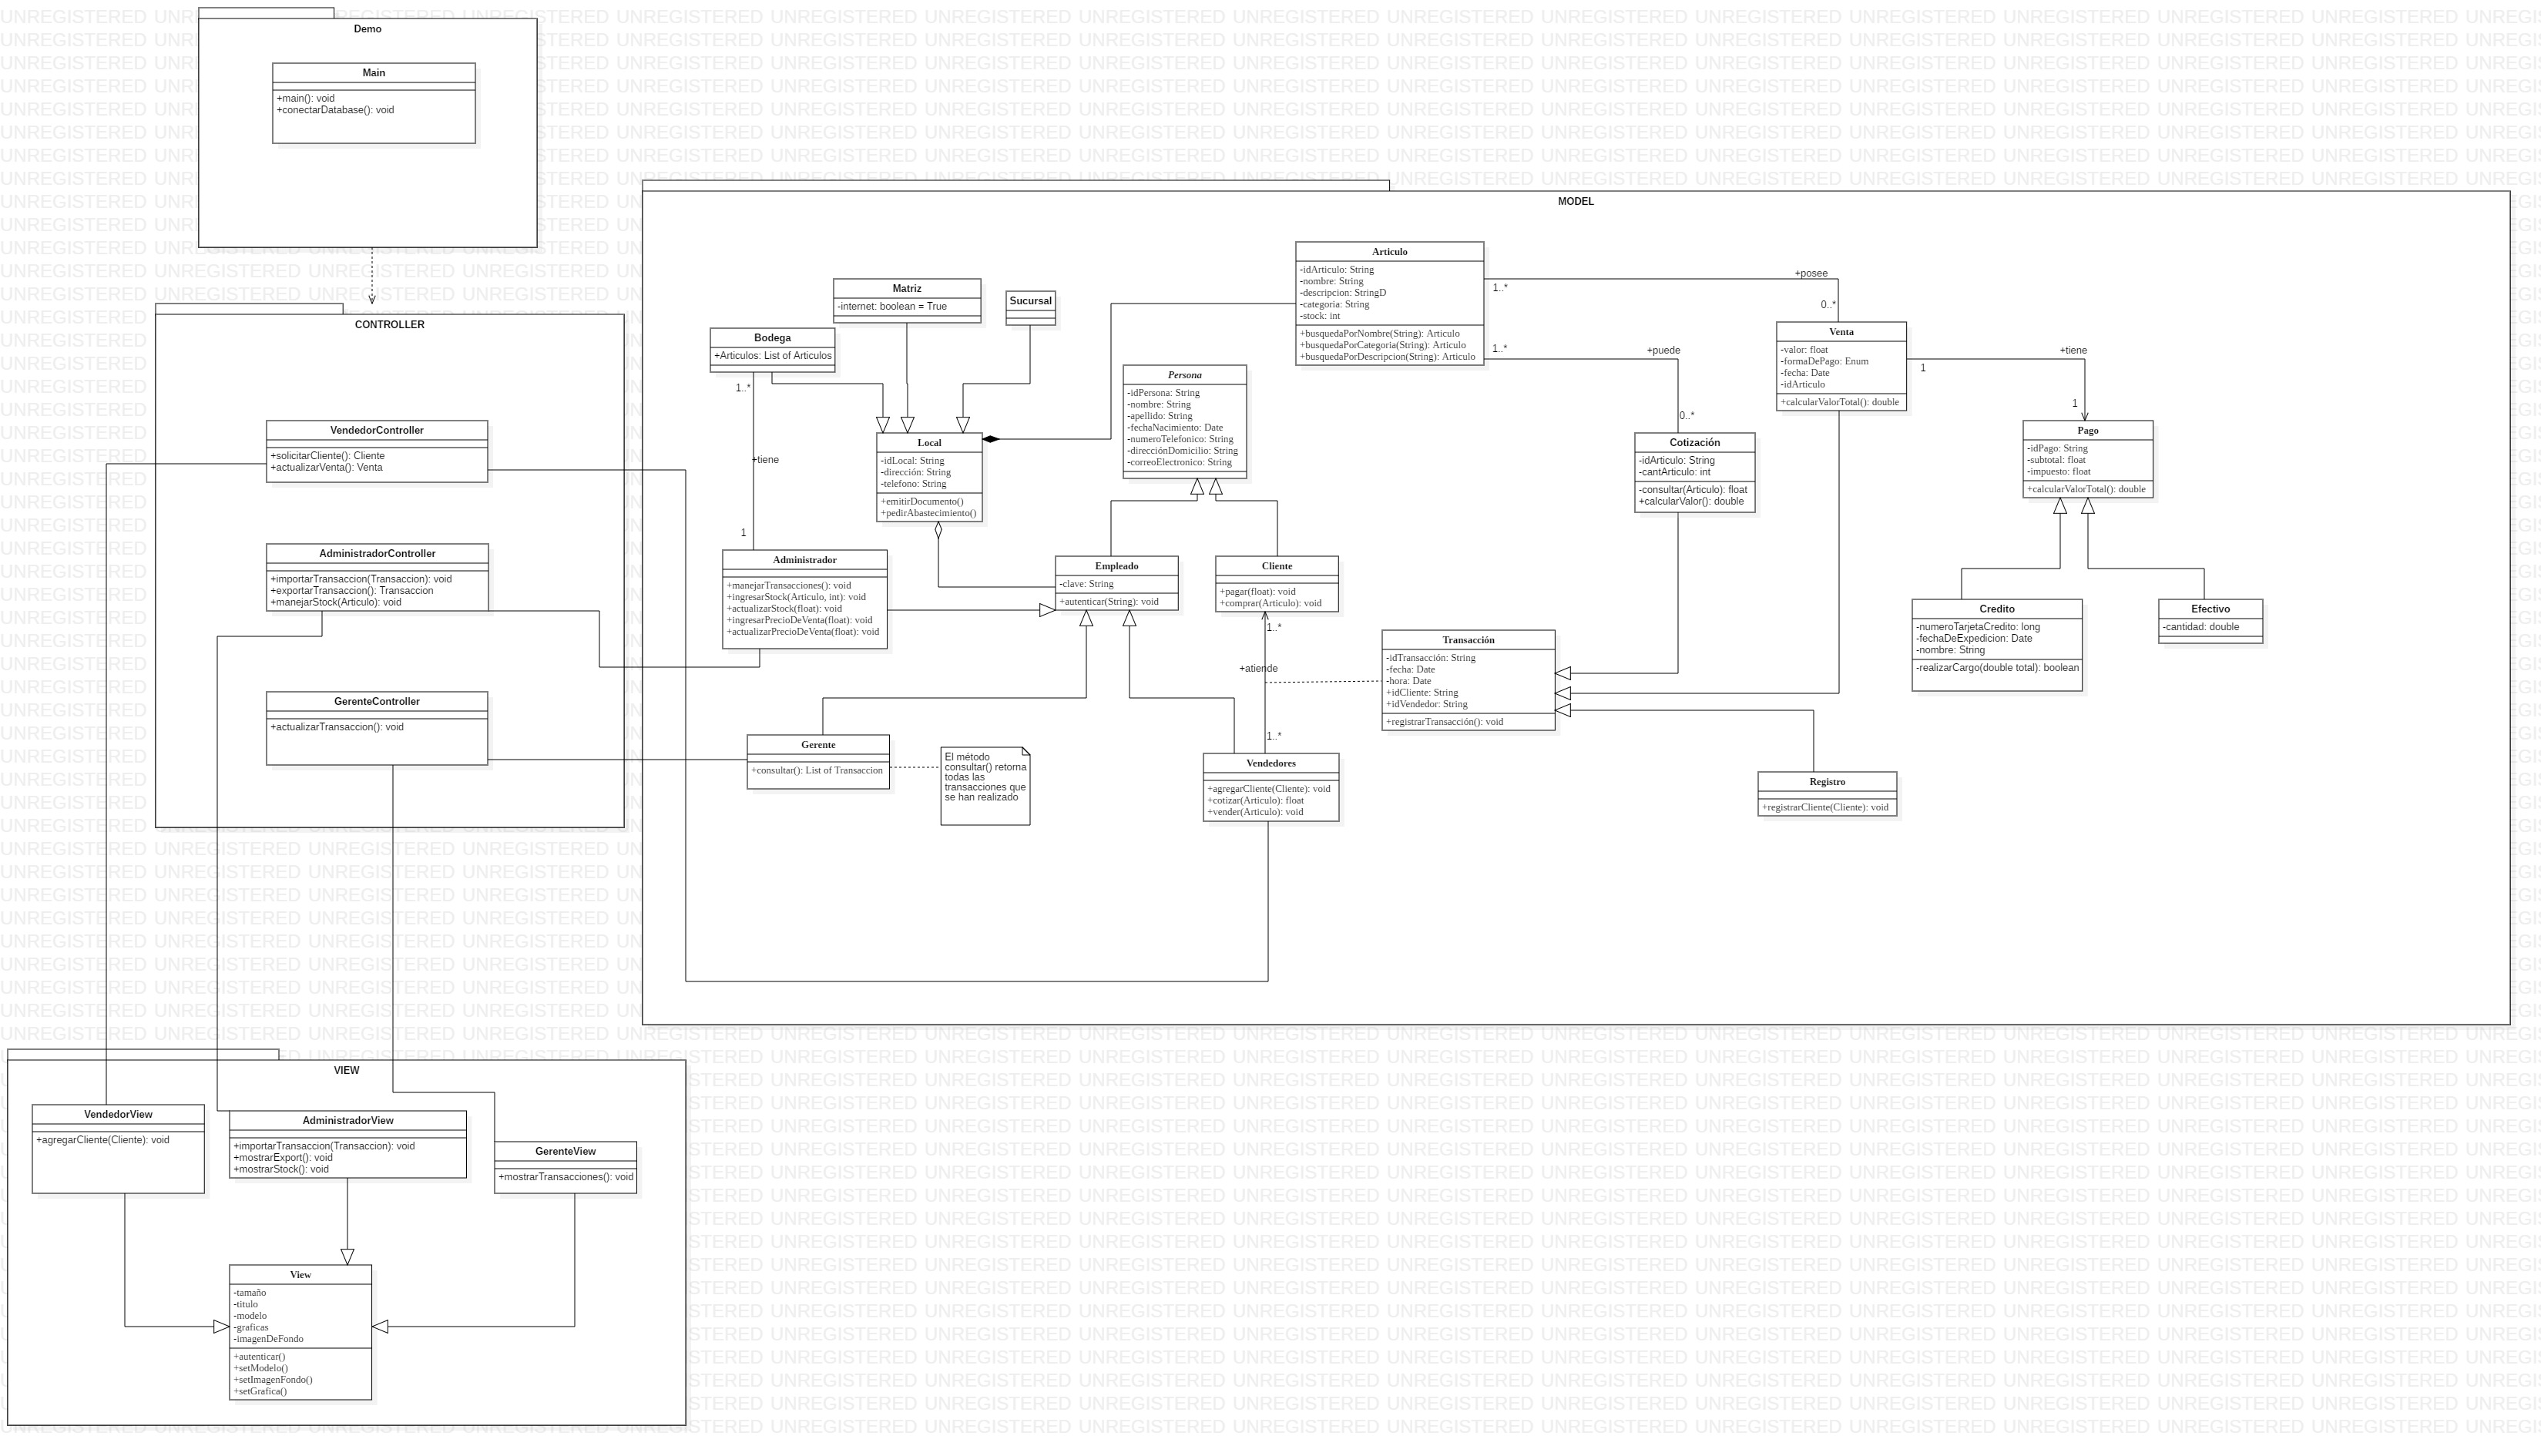 Demo
Main
+main(): void
+conectarDatabase(): void
CONTROLLER
VendedorController
+solicitarCliente(): Cliente
+actualizarVenta(): Venta
AdministradorController
+importarTransaccion(Transaccion): void
+exportarTransaccion(): Transaccion
+manejarStock(Articulo): void
GerenteController
+actualizarTransaccion(): void
MODEL
Articulo
-idArticulo: String
-nombre: String
-descripcion: StringD
-categoria: String
-stock: int
+busquedaPorNombre(String): Articulo
+busquedaPorCategoria(String): Articulo
+busquedaPorDescripcion(String): Articulo
Matriz
-internet: boolean = True
Sucursal
Bodega
+Articulos: List of Articulos
1..*
+tiene
1
Local
-idLocal: String
-dirección: String
-telefono: String
+emitirDocumento()
+pedirAbastecimiento()
Persona
-idPersona: String
-nombre: String
-apellido: String
-fechaNacimiento: Date
-numeroTelefonico: String
-direcciónDomicilio: String
-correoElectronico: String
1..*
+posee
0..*
1..*
+puede
0..*
Venta
-valor: float
-formaDePago: Enum
-fecha: Date
-idArticulo
+calcularValorTotal(): double
+tiene
1
1
Cotización
-idArticulo: String
-cantArticulo: int
-consultar(Articulo): float
+calcularValor(): double
Pago
-idPago: String
-subtotal: float
-impuesto: float
+calcularValorTotal(): double
Administrador
+manejarTransacciones(): void
+ingresarStock(Articulo, int): void
+actualizarStock(float): void
+ingresarPrecioDeVenta(float): void
+actualizarPrecioDeVenta(float): void
Empleado
-clave: String
+autenticar(String): void
Cliente
+pagar(float): void
+comprar(Articulo): void
1..*
+atiende
1..*
Transacción
-idTransacción: String
-fecha: Date
-hora: Date
+idCliente: String
+idVendedor: String
+registrarTransacción(): void
Credito
-numeroTarjetaCredito: long
-fechaDeExpedicion: Date
-nombre: String
-realizarCargo(double total): boolean
Efectivo
-cantidad: double
Gerente
+consultar(): List of Transaccion
El método
consultar() retorna
todas las
transacciones que
se han realizado
Vendedores
+agregarCliente(Cliente): void
+cotizar(Articulo): float
+vender(Articulo): void
Registro
+registrarCliente(Cliente): void
VIEW
VendedorView
+agregarCliente(Cliente): void
AdministradorView
+importarTransaccion(Transaccion): void
+mostrarExport(): void
+mostrarStock(): void
GerenteView
+mostrarTransacciones(): void
View
-tamaño
-titulo
-modelo
-graficas
-imagenDeFondo
+autenticar()
+setModelo()
+setImagenFondo()
+setGrafica()
UNREGISTERED